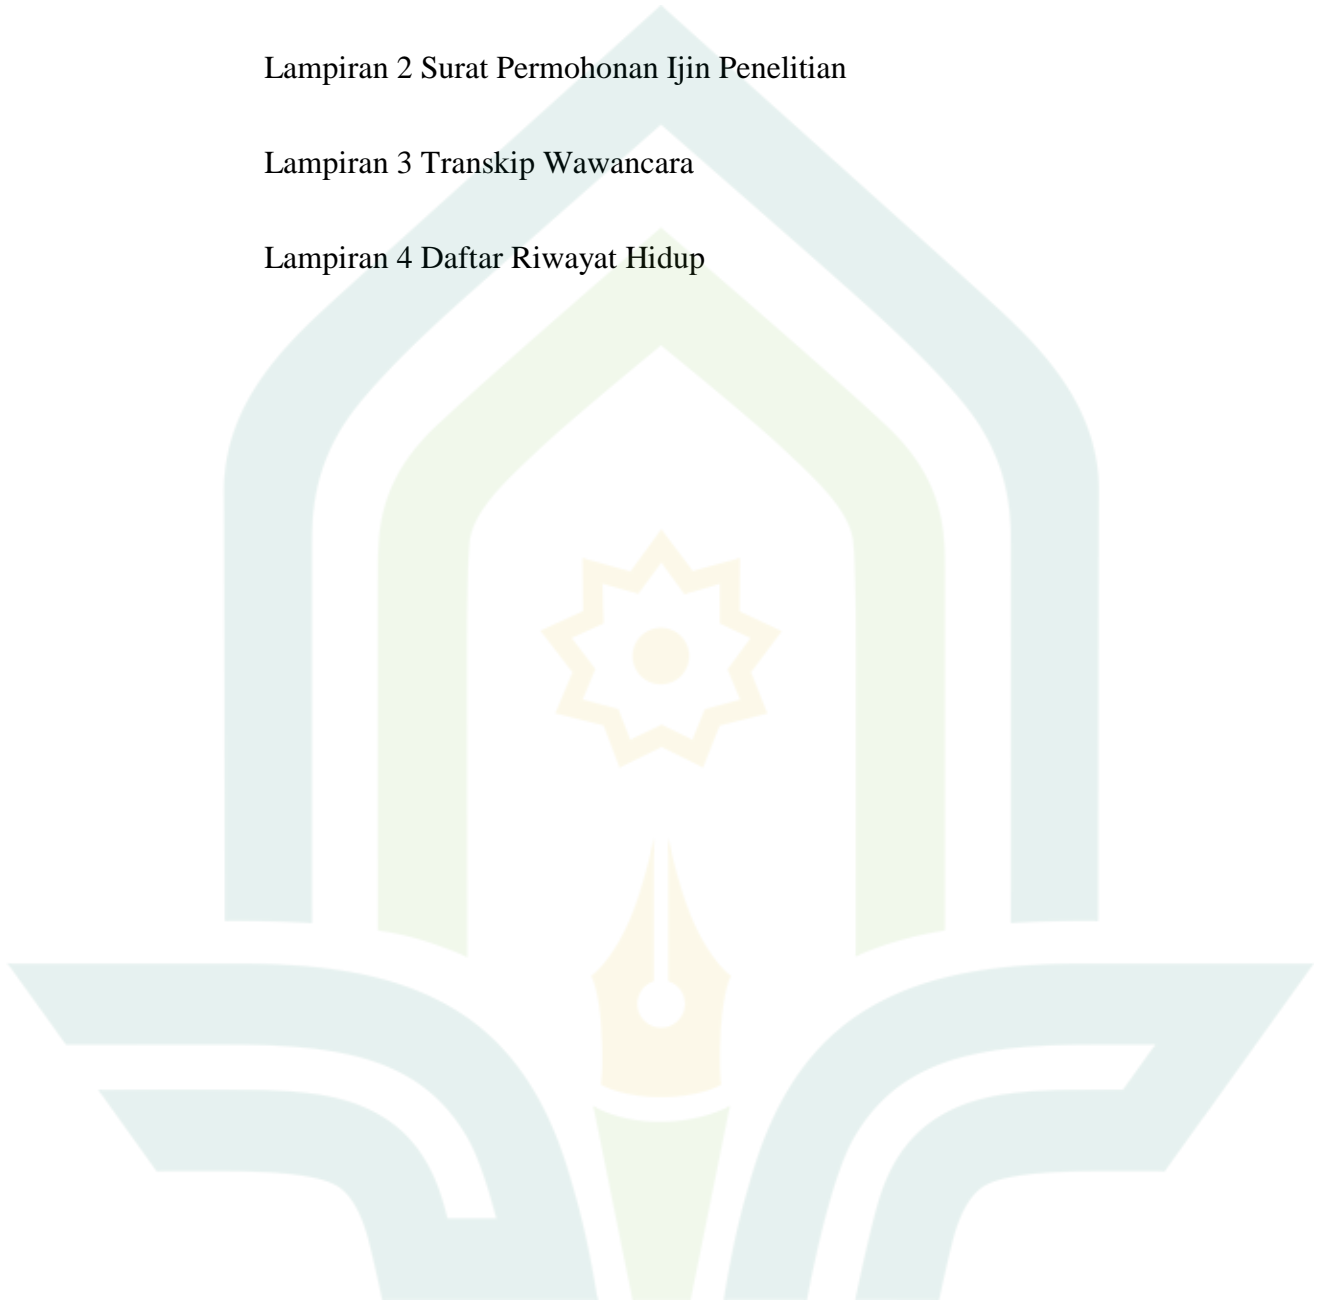 Lampiran 2 Surat Permohonan Ijin Penelitian
Lampiran 3 Transkip Wawancara
Lampiran 4 Daftar Riwayat Hidup